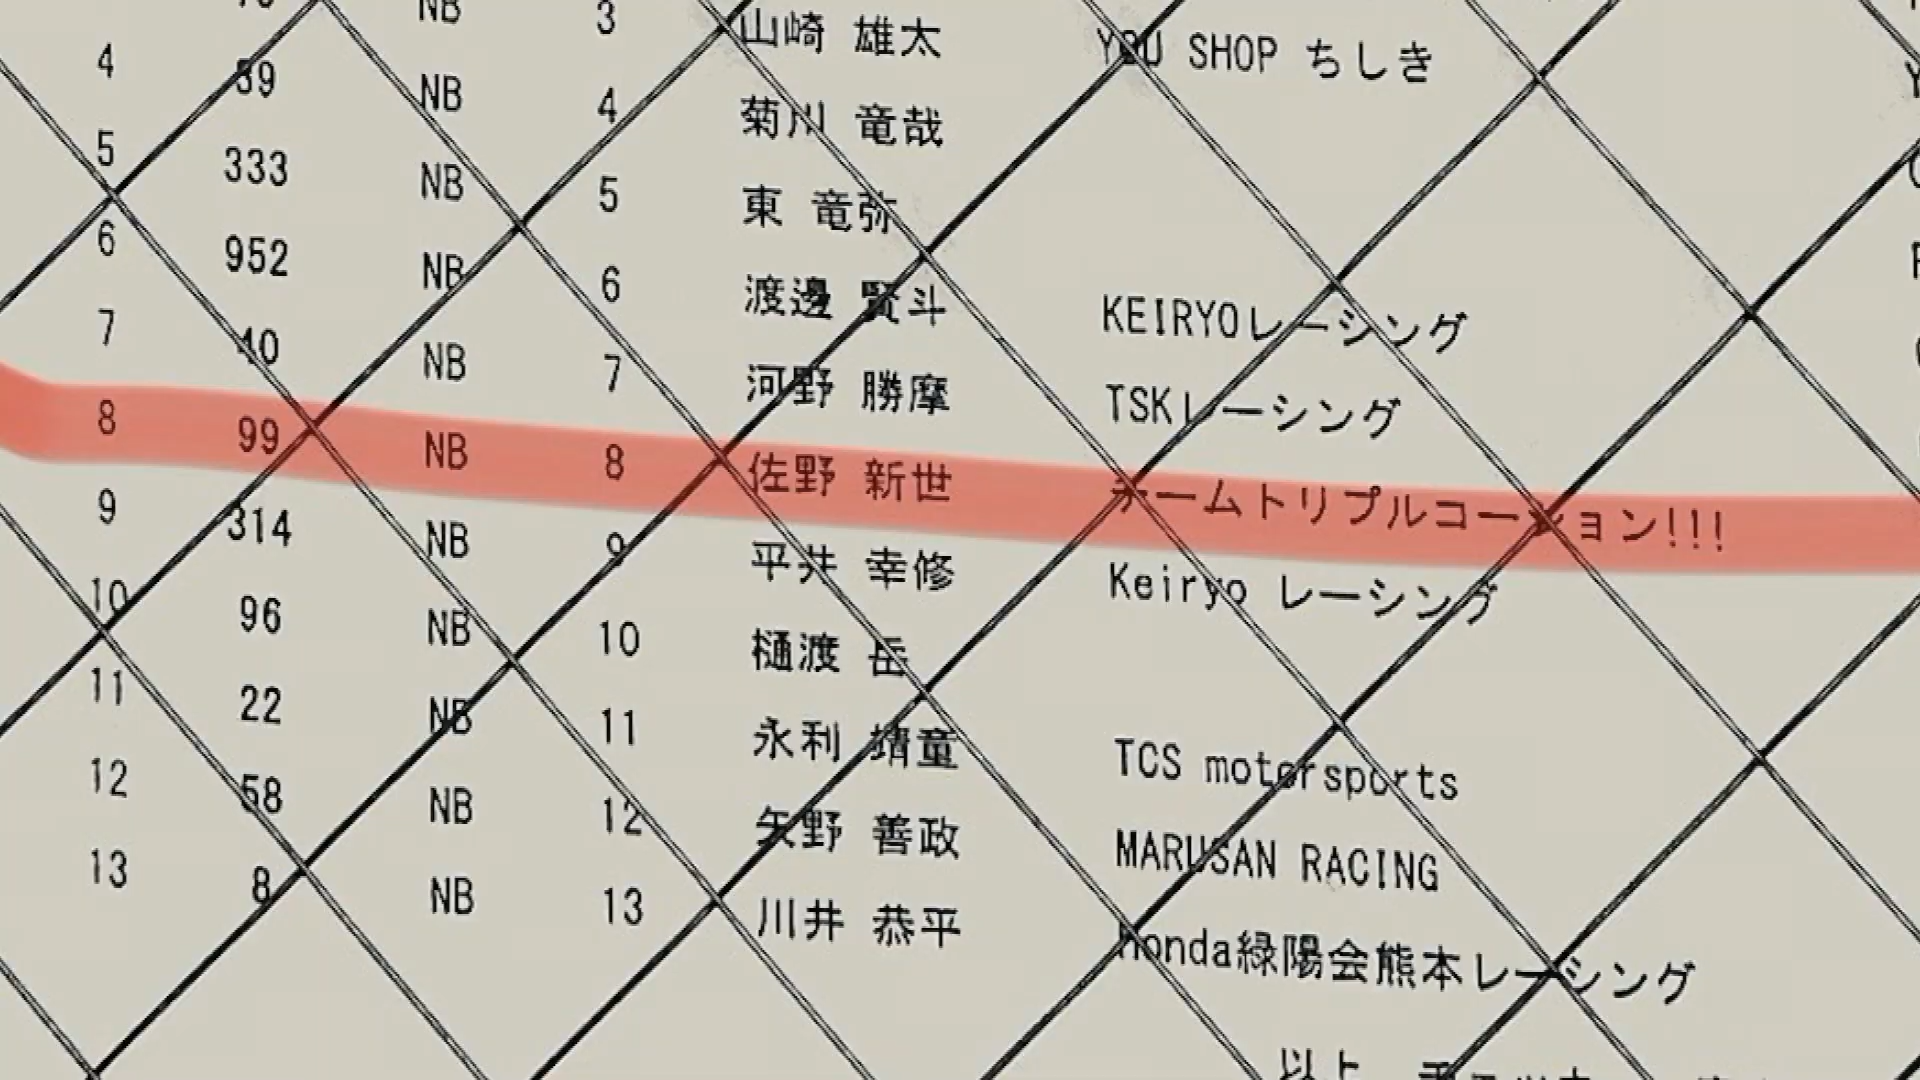 NB 3 山崎 雄太 YOU SHOP ちしき
4 NB 4 菊川 竜哉
5 333 NB 5 東 竜弥
6 952 NB 6 渡邊 賢斗 KEIRYOレーシング
7 40 NB 7 河野 勝摩 TSKレーシング
8 99 NB 8 佐野 新世 チームトリプルコーション!!!
9 314 NB 9 平井 幸修 Keiryo レーシング
10 96 NB 10 樋渡 岳
11 22 NB 11 永利 靖童 TCS motorsports
12 58 NB 12 矢野 善政 MARUSAN RACING
13 8 NB 13 川井 恭平 Honda緑陽会熊本レーシング
以上